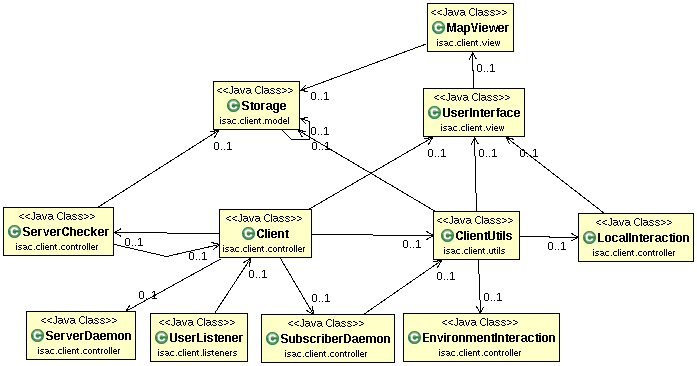 <<Java Class>>
MapViewer
isac.client.view
0..1
0..1
<<Java Class>>
Storage
isac.client.model
<<Java Class>>
UserInterface
isac.client.view
0..1
0..1
0..1
0..1
0..1
0..1
<<Java Class>>
ServerChecker
isac.client.controller
<<Java Class>>
Client
isac.client.controller
<<Java Class>>
ClientUtils
isac.client.utils
<<Java Class>>
LocalInteraction
isac.client.controller
0..1
0..1
0..1
0..1
0..1
0..1
0..1
0..1
0..1
<<Java Class>>
ServerDaemon
isac.client.controller
<<Java Class>>
UserListener
isac.client.listeners
<<Java Class>>
SubscriberDaemon
isac.client.controller
<<Java Class>>
EnvironmentInteraction
isac.client.controller